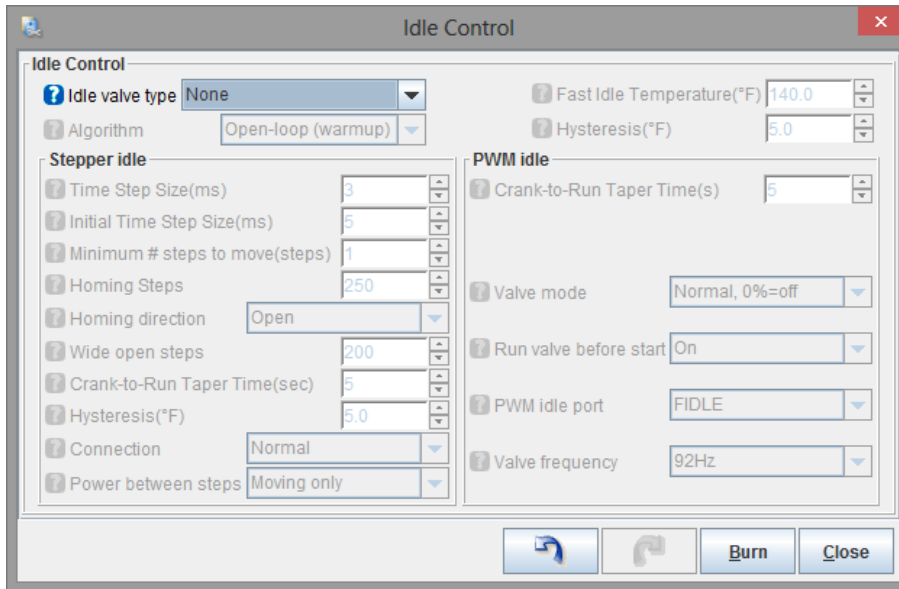 Idle Control
Idle Control
Idle valve type None
Fast Idle Temperature(°F) 140.0
Algorithm Open-loop (warmup)
Hysteresis(°F) 5.0
Stepper idle
Time Step Size(ms) 3
Initial Time Step Size(ms) 5
Minimum # steps to move(steps) 1
Homing Steps 250
Homing direction Open
Wide open steps 200
Crank-to-Run Taper Time(sec) 5
Hysteresis(°F) 5.0
Connection Normal
Power between steps Moving only
PWM idle
Crank-to-Run Taper Time(s) 5
Valve mode Normal, 0%=off
Run valve before start On
PWM idle port FIDLE
Valve frequency 92Hz
Burn
Close